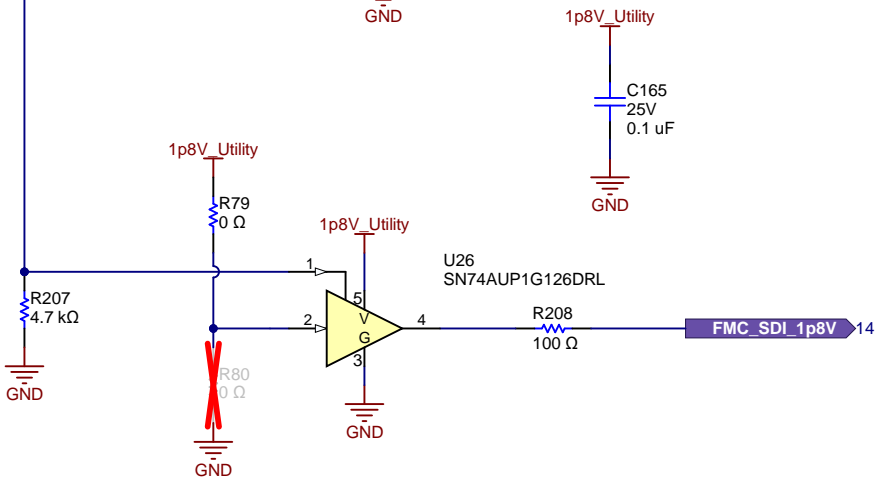 GND
1p8V_Utility
C165
25V
0.1 uF
GND
1p8V_Utility
R79
0 Ω
1p8V_Utility
U26
SN74AUP1G126DRL
1
5
V
R207
4.7 kΩ
2
4
G
3
R208
100 Ω
FMC_SDI_1p8V
14
R80
0 Ω
GND
GND
GND